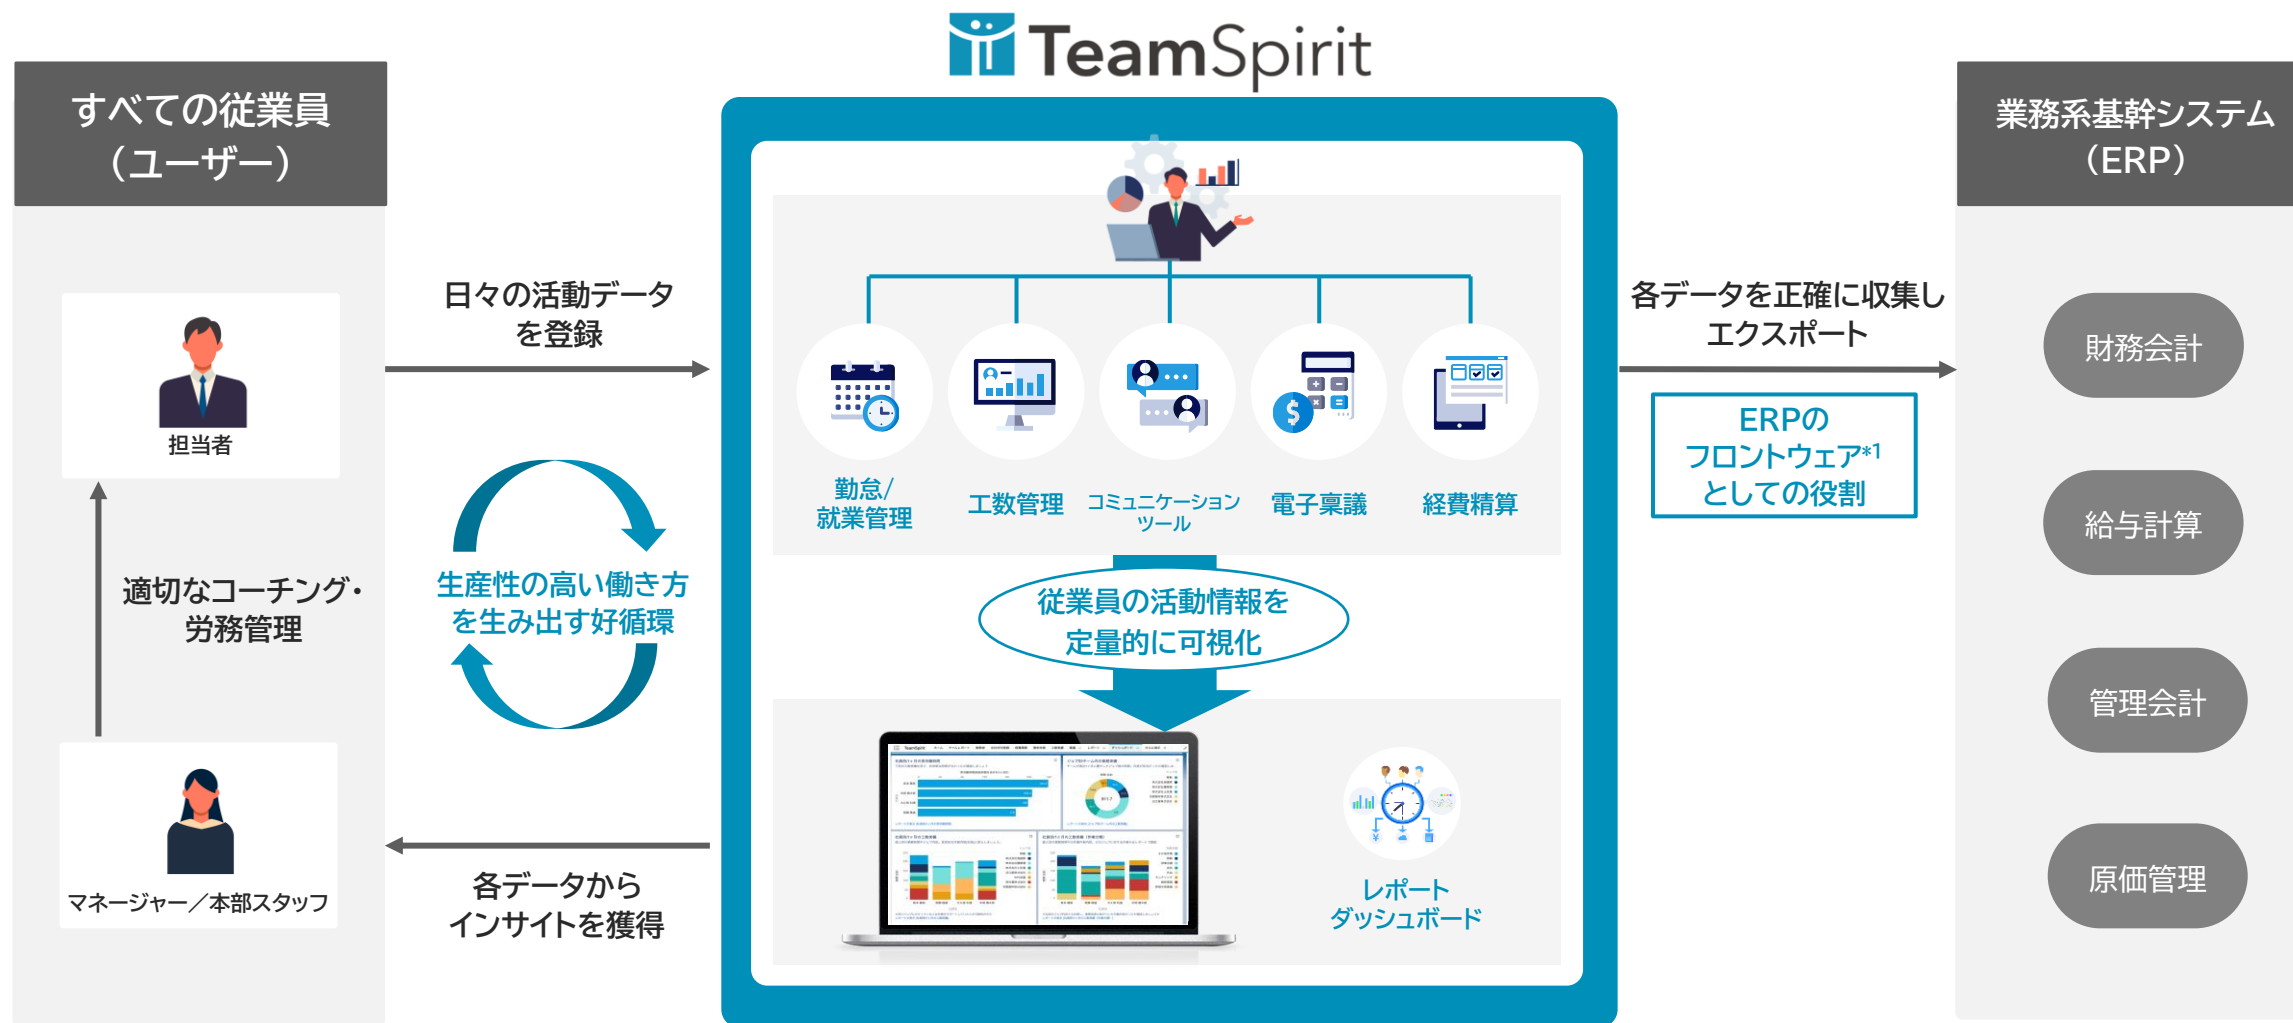 TeamSpirit
すべての従業員
（ユーザー）
担当者
適切なコーチング・
労務管理
マネージャー／本部スタッフ
日々の活動データ
を登録
生産性の高い働き方
を生み出す好循環
各データから
インサイトを獲得
勤怠/
就業管理
工数管理
コミュニケーション
ツール
電子稟議
経費精算
従業員の活動情報を
定量的に可視化
レポート
ダッシュボード
各データを正確に収集し
エクスポート
ERPの
フロントウェア*1
としての役割
業務系基幹システム
（ERP）
財務会計
給与計算
管理会計
原価管理